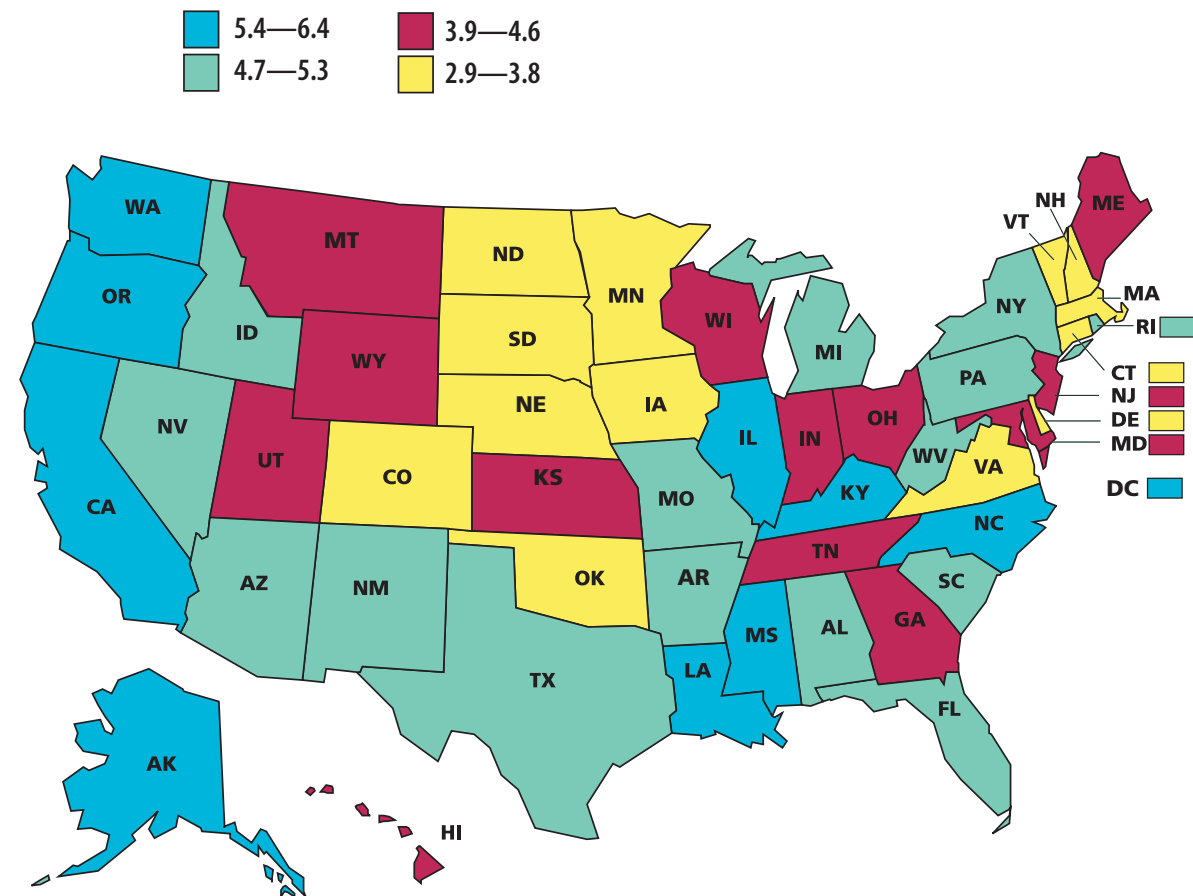 5.4—6.4 3.9—4.6
4.7—5.3 2.9—3.8
WA
MT
ND
MN
OR
ID
WY
SD
WI
MI
NH
VT
ME
NY
MA
RI
CT
NJ
DE
MD
DC
PA
NV
UT
CO
NE
IA
IL
IN
OH
WV
VA
CA
KS
MO
KY
NC
AZ
NM
OK
AR
TN
SC
TX
LA
MS
AL
GA
FL
AK
HI